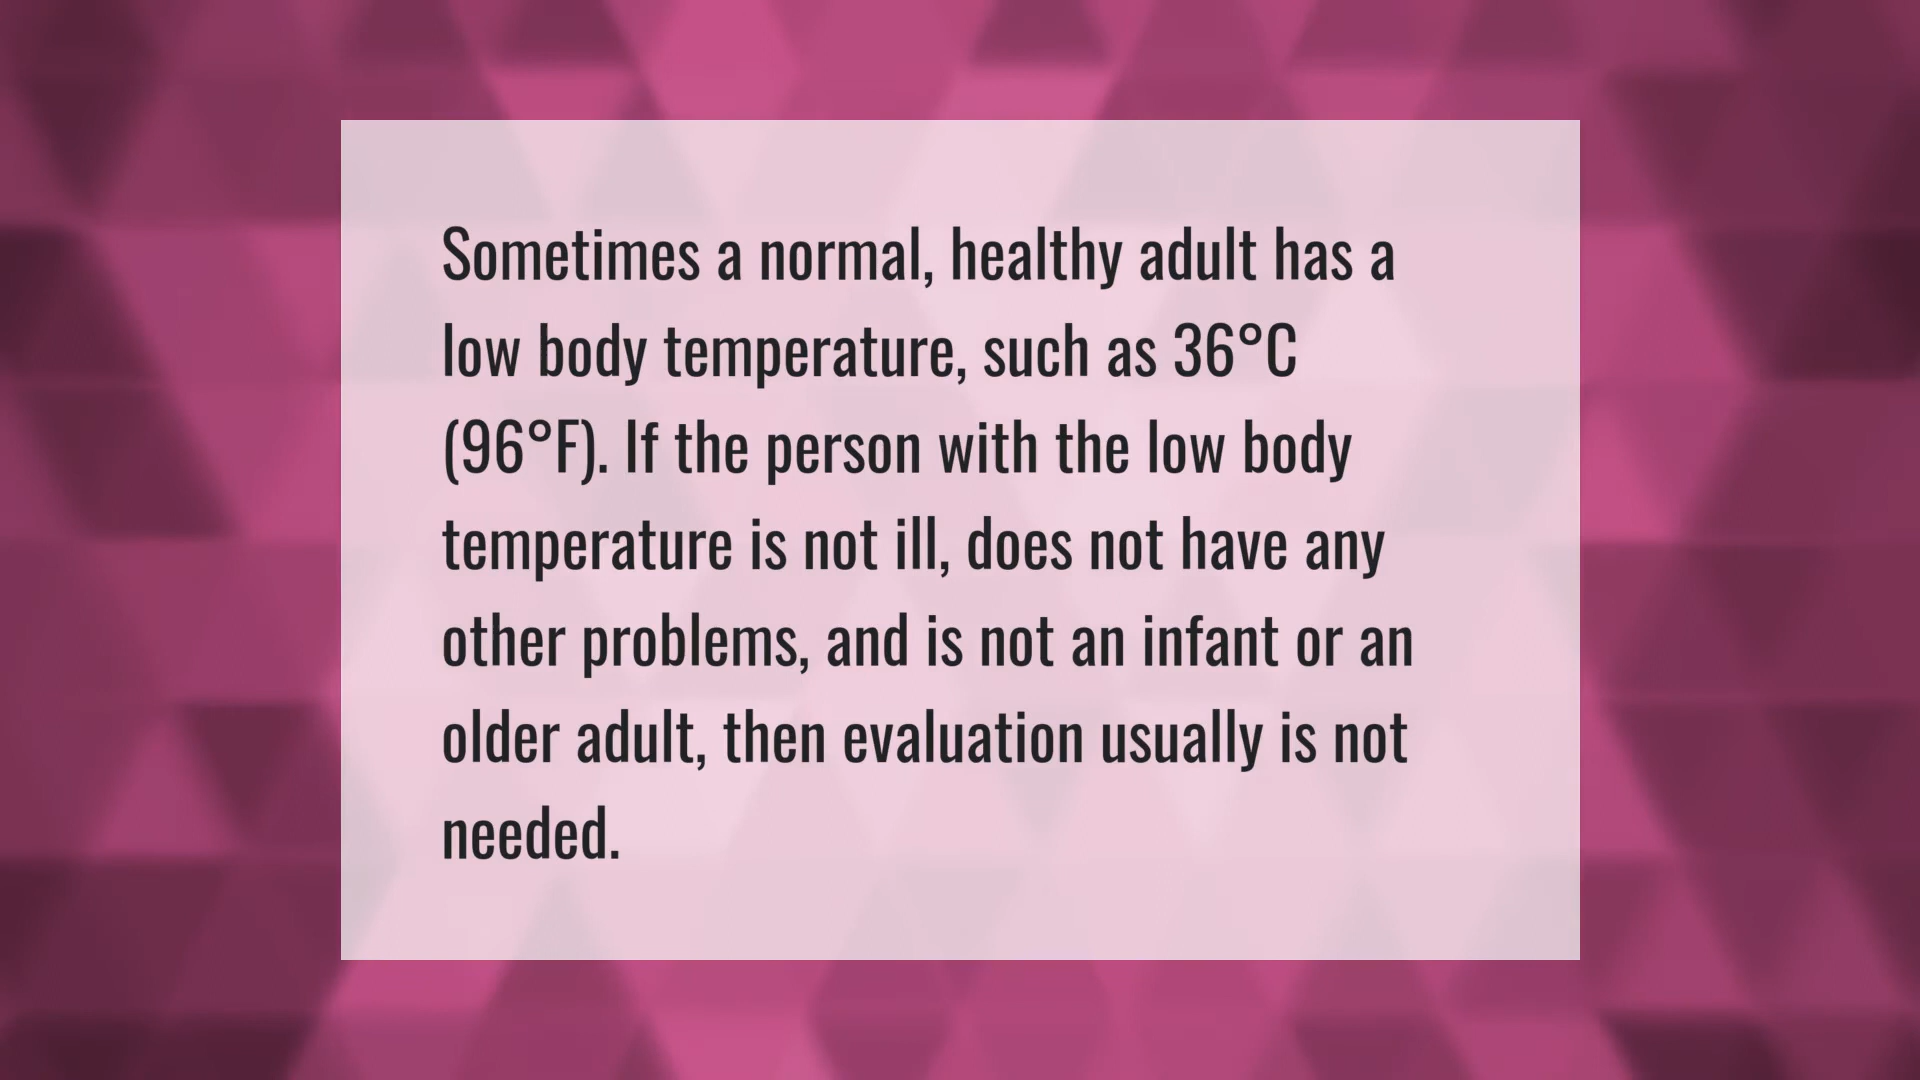 Sometimes a normal, healthy adult has a
low body temperature, such as 36°C
(96°F). If the person with the low body
temperature is not ill, does not have any
other problems, and is not an infant or an
older adult, then evaluation usually is not
needed.